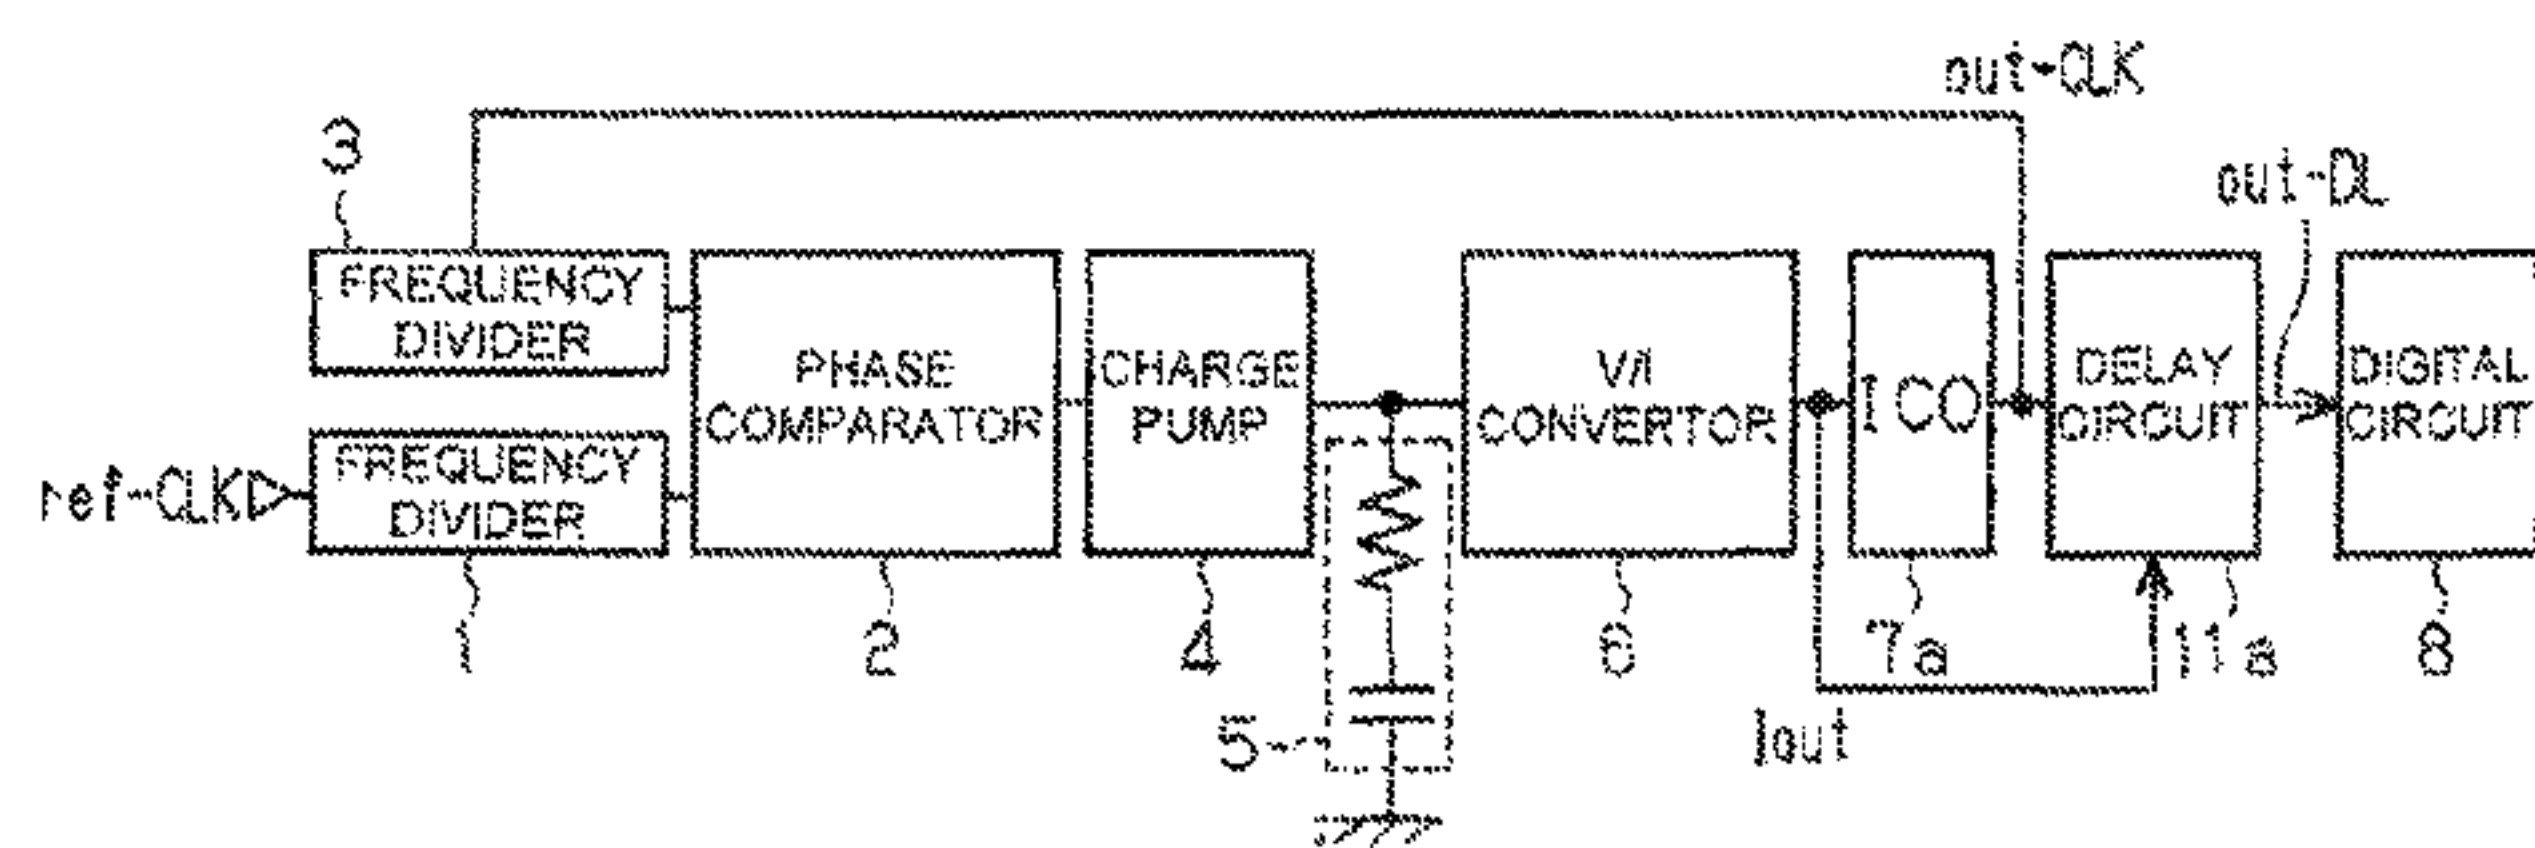 out-CLK
3
out-DL
FREQUENCY
DIVIDER
PHASE
COMPARATOR
CHARGE
PUMP
V/I
CONVERTOR
ICO
DELAY
CIRCUIT
DIGITAL
CIRCUIT
ref-CLK
FREQUENCY
DIVIDER
1
2
4
6
7a
11a
8
5
Iout